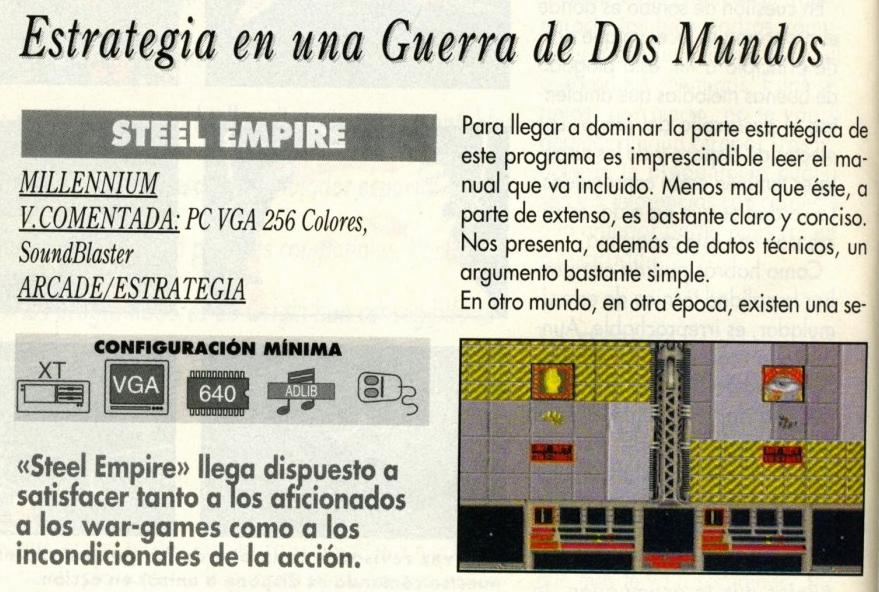 Estrategia en una Guerra de Dos Mundos
STEEL EMPIRE
MILLENNIUM
V.COMENTADA: PC VGA 256 Colores,
SoundBlaster
ARCADE/ESTRATEGIA
CONFIGURACIÓN MÍNIMA
XT
VGA
640
ADLIB
«Steel Empire» llega dispuesto a
satisfacer tanto a los aficionados
a los war-games como a los
incondicionales de la acción.
Para llegar a dominar la parte estratégica de
este programa es imprescindible leer el ma-
nual que va incluido. Menos mal que éste, a
parte de extenso, es bastante claro y conciso.
Nos presenta, además de datos técnicos, un
argumento bastante simple.
En otro mundo, en otra época, existen una se-